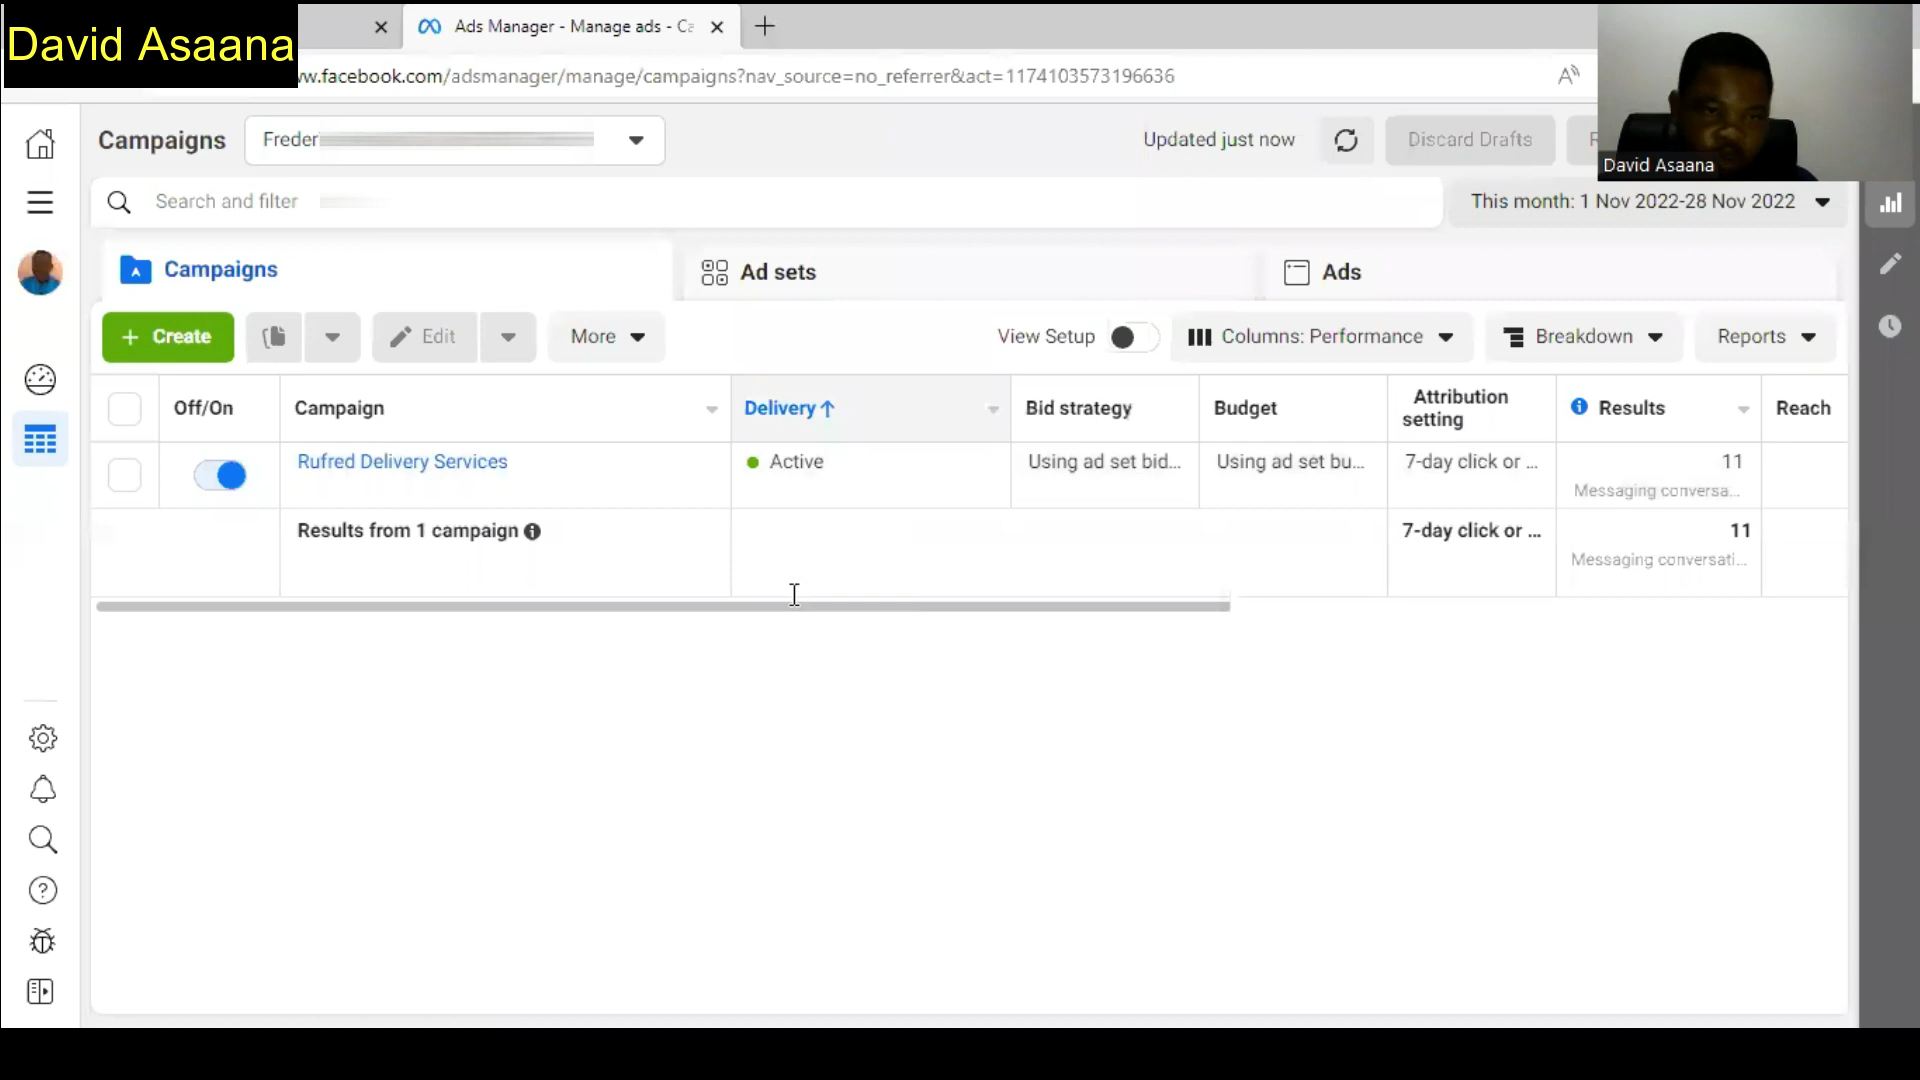 David Asaana
Ads Manager - Manage ads - Ca
w.facebook.com/adsmanager/manage/campaigns?nav_source=no_referrer&act=1174103573196636
David Asaana
Campaigns
Freder
Updated just now
Discard Drafts
Search and filter
This month: 1 Nov 2022-28 Nov 2022
Campaigns
Ad sets
Ads
+ Create
Edit
More
View Setup
Columns: Performance
Breakdown
Reports
Off/On
Campaign
Delivery ↑
Bid strategy
Budget
Attribution
setting
Results
Reach
Rufred Delivery Services
Active
Using ad set bid...
Using ad set bu...
7-day click or ...
11
Messaging conversa...
Results from 1 campaign
7-day click or ...
11
Messaging conversati...